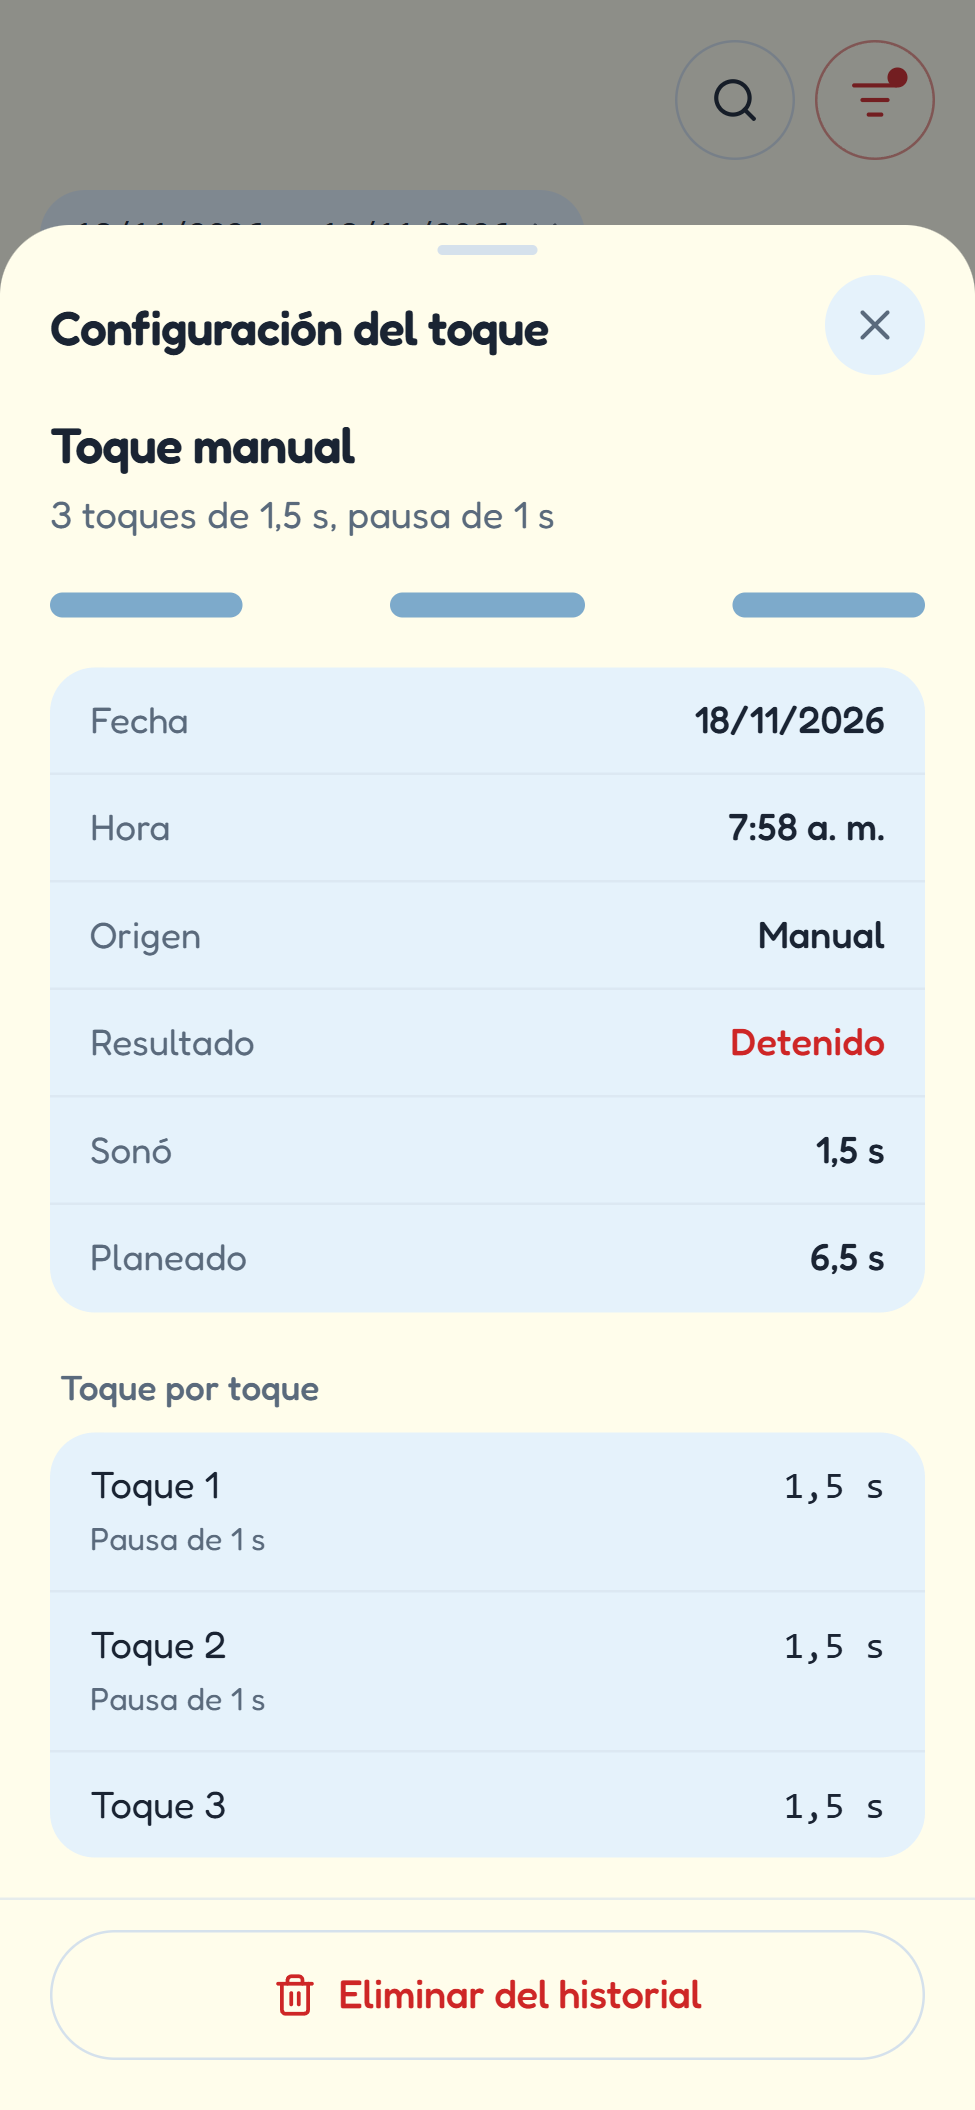 Configuración del toque
Toque manual
3 toques de 1,5 s, pausa de 1 s
Fecha 18/11/2026
Hora 7:58 a. m.
Origen Manual
Resultado Detenido
Sonó 1,5 s
Planeado 6,5 s
Toque por toque
Toque 1 1,5 s
Pausa de 1 s
Toque 2 1,5 s
Pausa de 1 s
Toque 3 1,5 s
Eliminar del historial